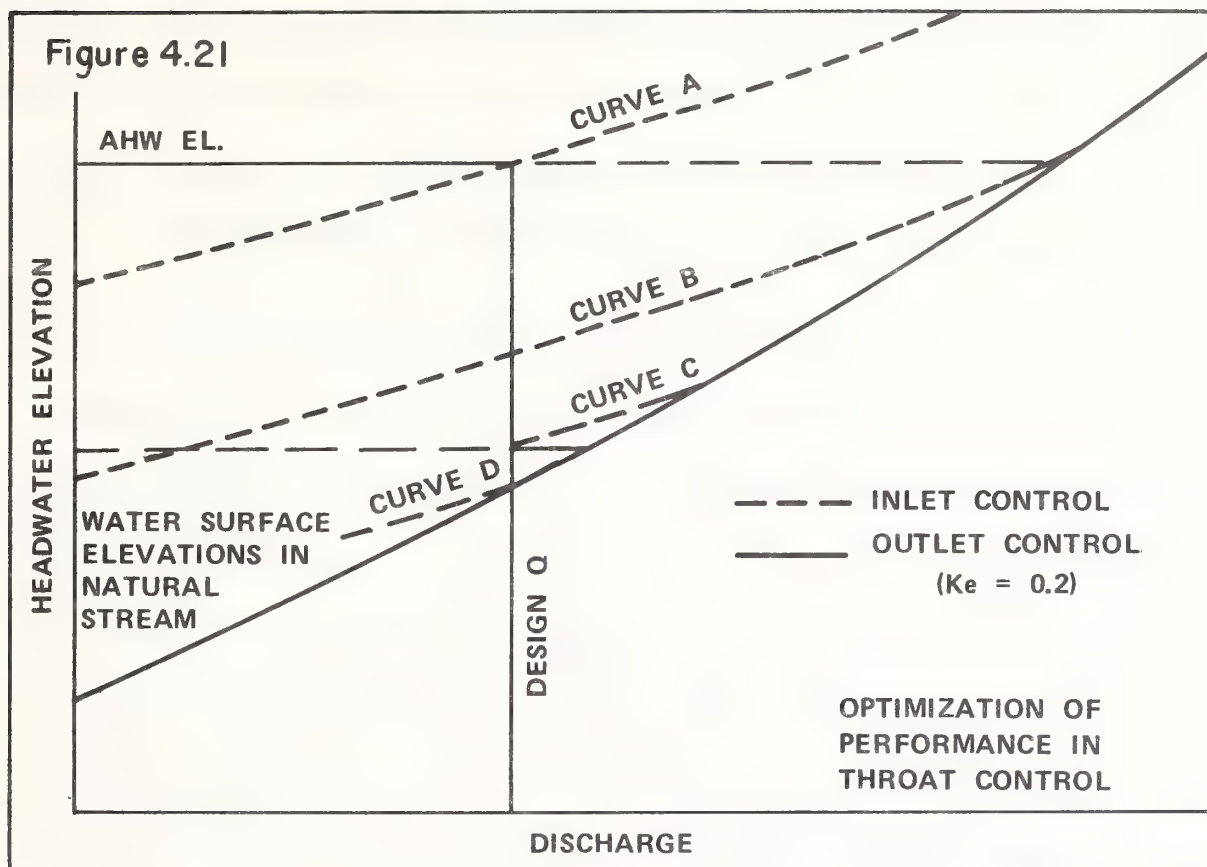 Figure 4.21
AHW EL.
CURVE A
CURVE B
CURVE C
CURVE D
HEADWATER ELEVATION
WATER SURFACE
ELEVATIONS IN
NATURAL
STREAM
DESIGN Q
INLET CONTROL
OUTLET CONTROL
(Ke = 0.2)
OPTIMIZATION OF
PERFORMANCE IN
THROAT CONTROL
DISCHARGE